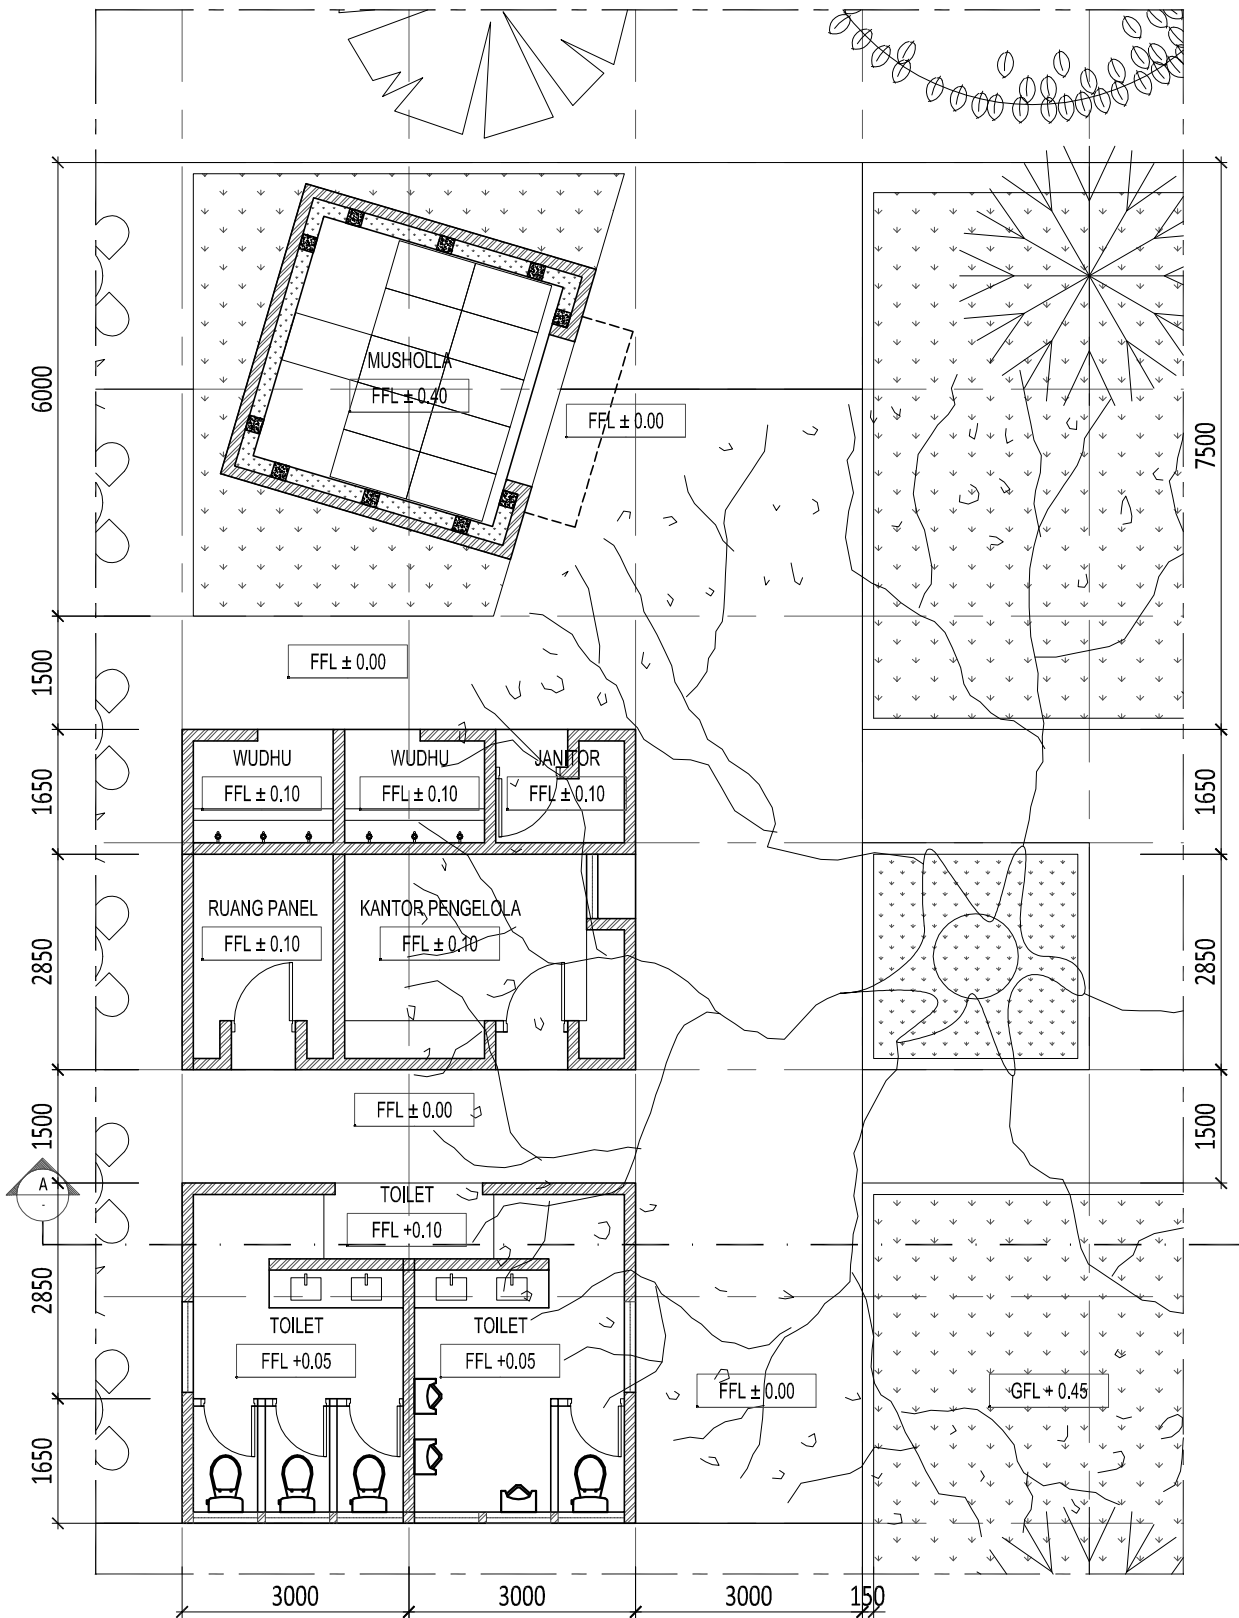 MUSHOLLA
FFL ± 0.40
FFL ± 0.00
6000
7500
FFL ± 0.00
1500
WUDHU
WUDHU
JANITOR
FFL ± 0.10
FFL ± 0.10
FFL ± 0.10
1650
1650
RUANG PANEL
KANTOR PENGELOLA
FFL ± 0.10
FFL ± 0.10
2850
2850
FFL ± 0.00
1500
1500
A
-
TOILET
FFL +0.10
2850
TOILET
TOILET
FFL +0.05
FFL +0.05
FFL ± 0.00
GFL + 0.45
1650
3000
3000
3000
150